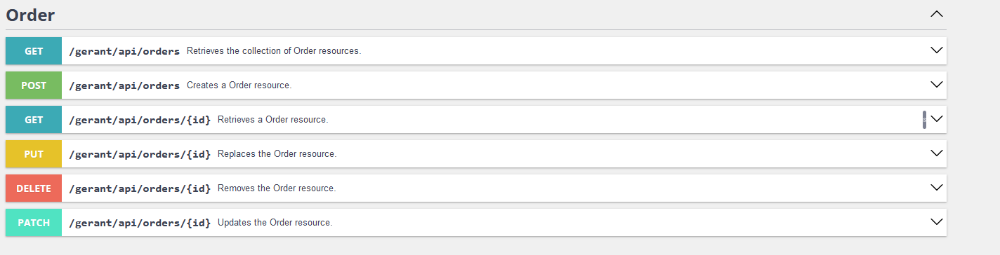 Order
GET /gerant/api/orders Retrieves the collection of Order resources.
POST /gerant/api/orders Creates a Order resource.
GET /gerant/api/orders/{id} Retrieves a Order resource.
PUT /gerant/api/orders/{id} Replaces the Order resource.
DELETE /gerant/api/orders/{id} Removes the Order resource.
PATCH /gerant/api/orders/{id} Updates the Order resource.